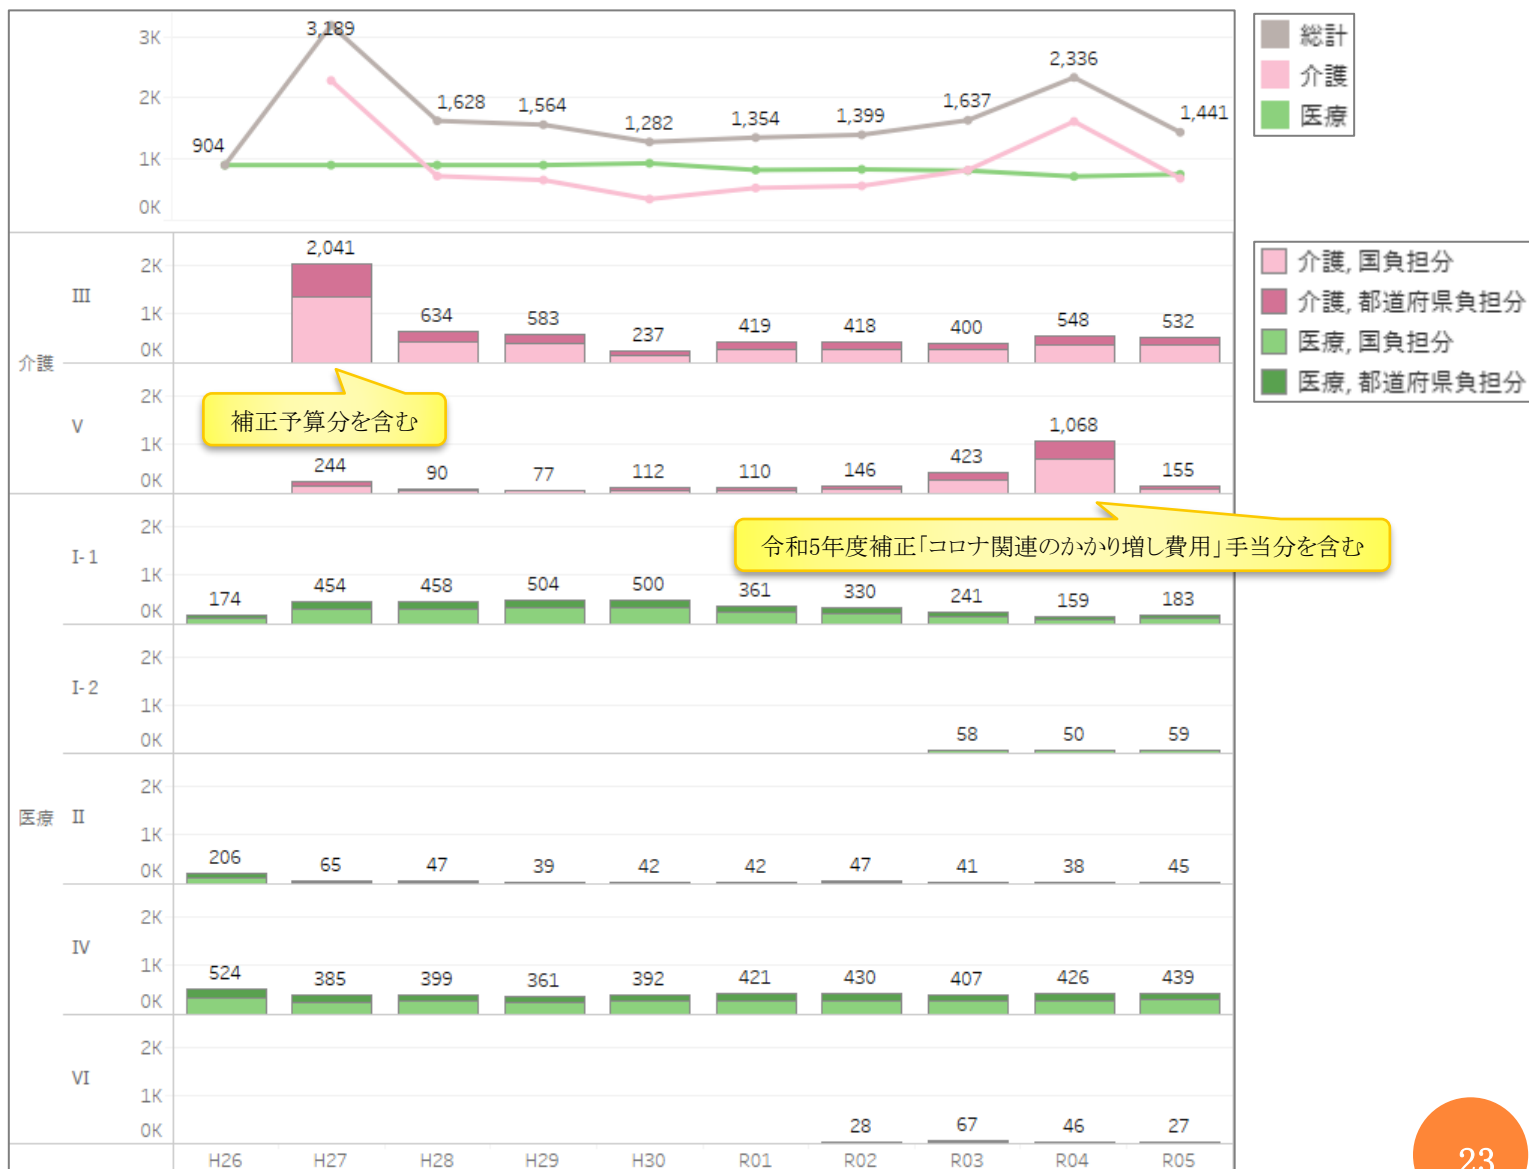 総計
介護
医療
3K
2K
1K
0K
904
3,189
1,628
1,564
1,282
1,354
1,399
1,637
2,336
1,441
介護, 国負担分
介護, 都道府県負担分
医療, 国負担分
医療, 都道府県負担分
介護
III
2K
1K
0K
2,041
634
583
237
419
418
400
548
532
補正予算分を含む
V
2K
1K
0K
244
90
77
112
110
146
423
1,068
155
令和5年度補正「コロナ関連のかかり増し費用」手当分を含む
医療
I-1
2K
1K
0K
174
454
458
504
500
361
330
241
159
183
I-2
2K
1K
0K
58
50
59
II
2K
1K
0K
206
65
47
39
42
42
47
41
38
45
IV
2K
1K
0K
524
385
399
361
392
421
430
407
426
439
VI
2K
1K
0K
28
67
46
27
H26
H27
H28
H29
H30
R01
R02
R03
R04
R05
23